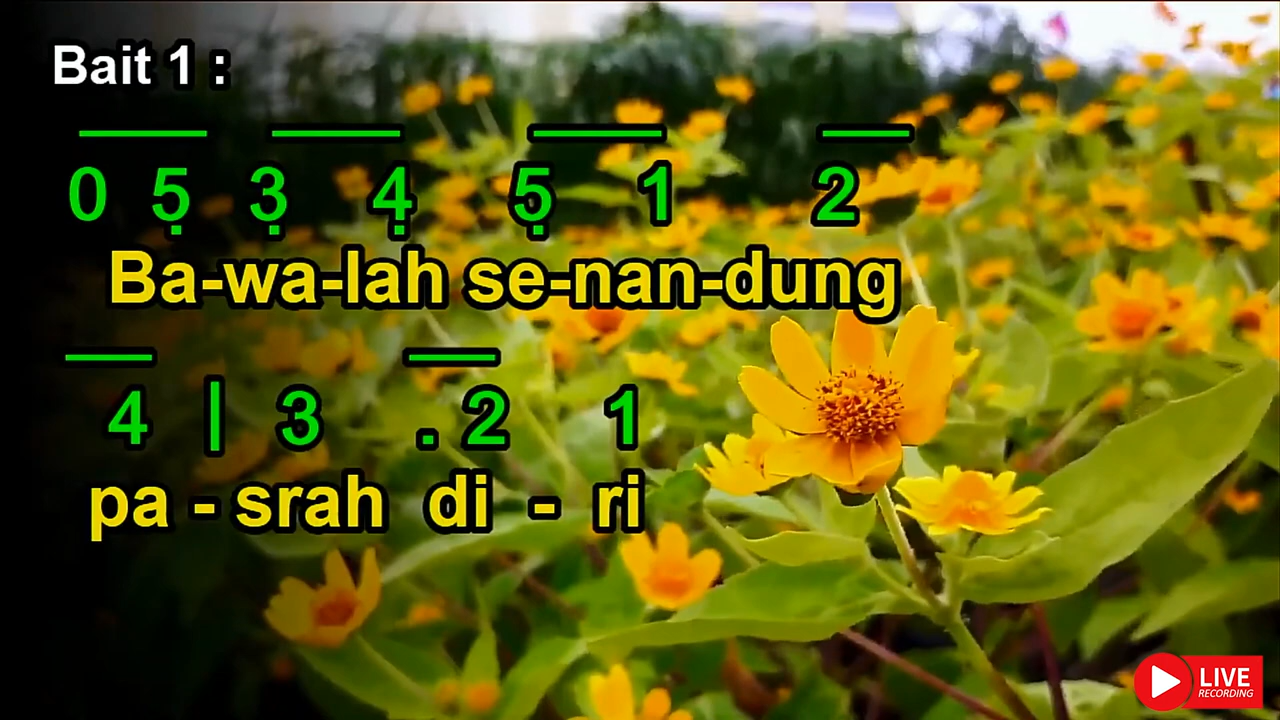 Bait 1 :
0 5̣ 3̣ 4̣ 5̣ 1 2
Ba-wa-lah se-nan-dung
4 | 3 . 2 1
pa - srah di - ri
LIVE
RECORDING